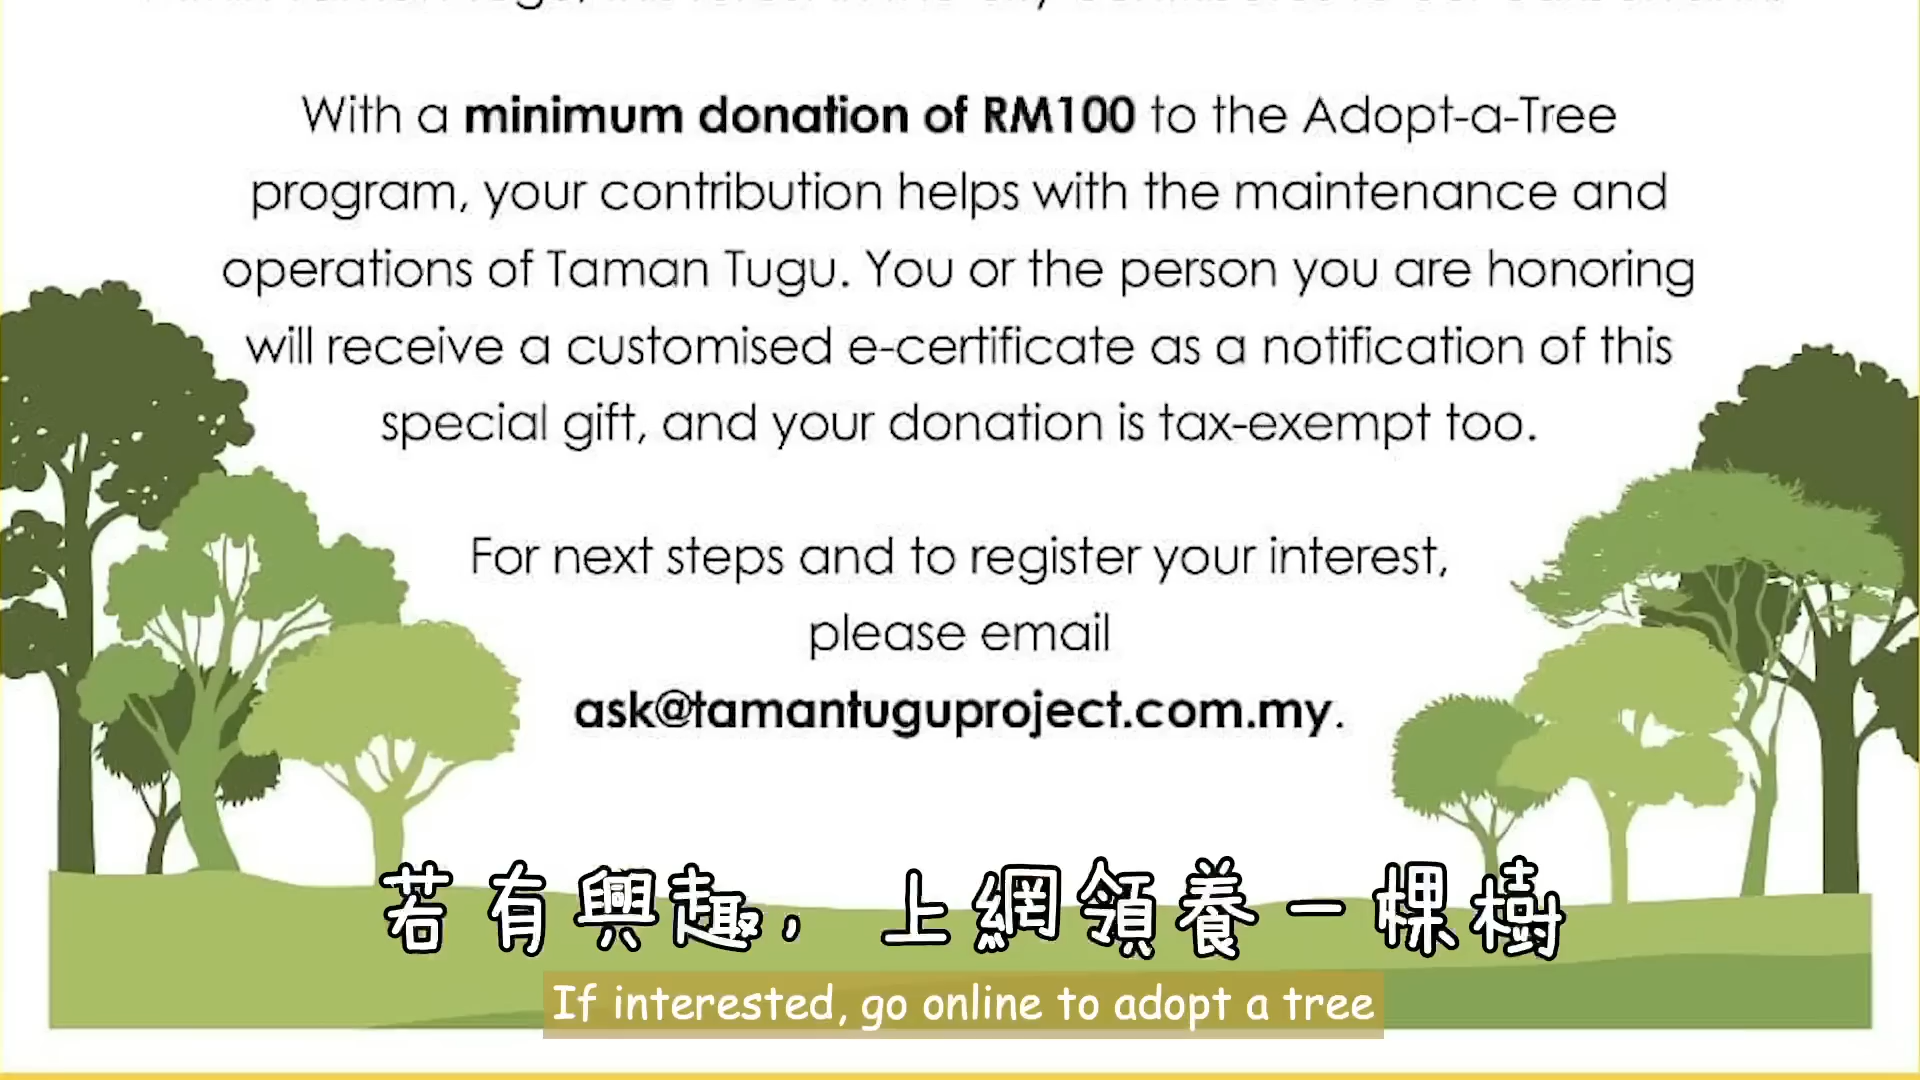 With a minimum donation of RM100 to the Adopt-a-Tree
program, your contribution helps with the maintenance and
operations of Taman Tugu. You or the person you are honoring
will receive a customised e-certificate as a notification of this
special gift, and your donation is tax-exempt too.
For next steps and to register your interest,
please email
ask@tamantuguproject.com.my.
若有興趣，上網領養一棵樹
If interested, go online to adopt a tree